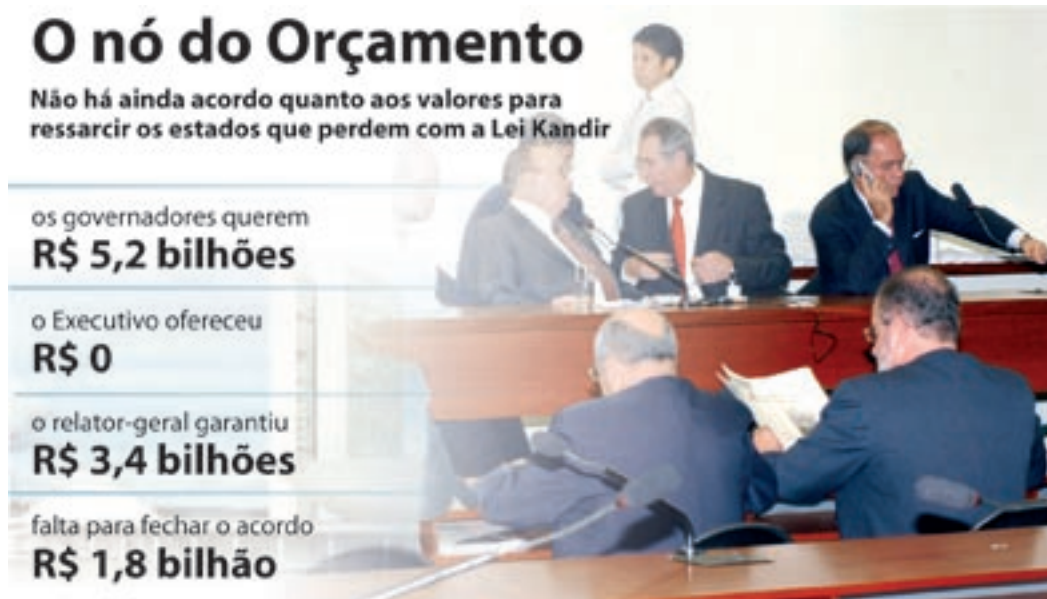 O nó do Orçamento
Não há ainda acordo quanto aos valores para
ressarcir os estados que perdem com a Lei Kandir
os governadores querem
R$ 5,2 bilhões
o Executivo ofereceu
R$ 0
o relator-geral garantiu
R$ 3,4 bilhões
falta para fechar o acordo
R$ 1,8 bilhão